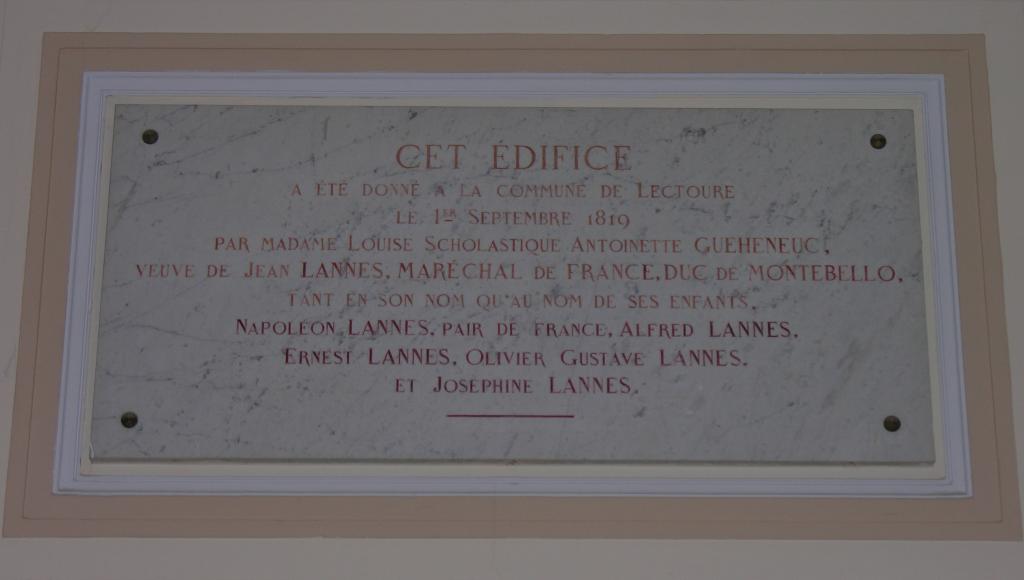 CET ÉDIFICE
A ÉTÉ DONNÉ A LA COMMUNE DE LECTOURE
LE 1ER SEPTEMBRE 1819
PAR MADAME LOUISE SCHOLASTIQUE ANTOINETTE GUEHENEUC,
VEUVE DE JEAN LANNES, MARÉCHAL DE FRANCE, DUC DE MONTEBELLO,
TANT EN SON NOM QU'AU NOM DE SES ENFANTS,
NAPOLÉON LANNES, PAIR DE FRANCE, ALFRED LANNES,
ERNEST LANNES, OLIVIER GUSTAVE LANNES,
ET JOSÉPHINE LANNES.